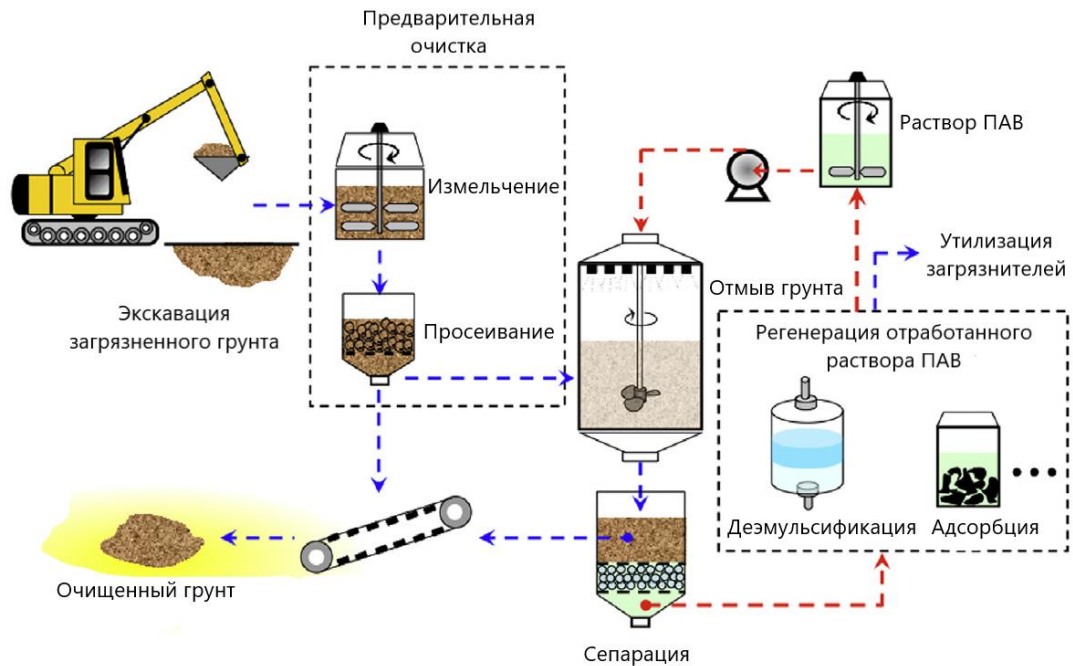 Предварительная
очистка
Раствор ПАВ
Измельчение
Утилизация
загрязнителей
Отмыв грунта
Экскавация
загрязненного грунта
Просеивание
Регенерация отработанного
раствора ПАВ
Деэмульсификация
Адсорбция
Очищенный грунт
Сепарация